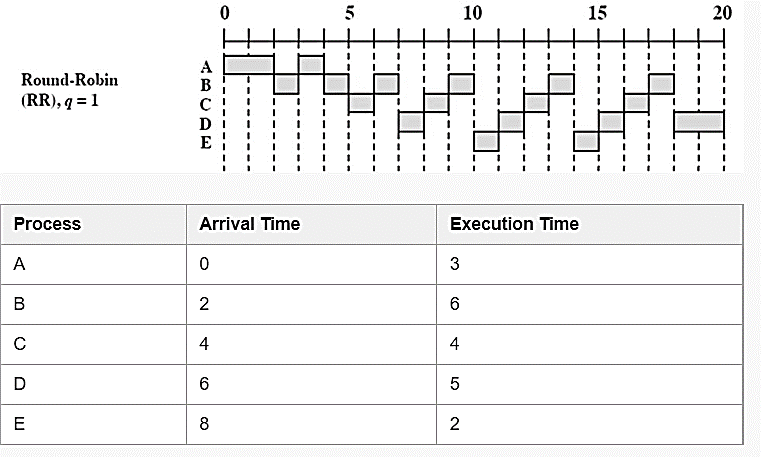 0 5 10 15 20
A
Round-Robin B
(RR), q = 1 C
D
E
Process Arrival Time Execution Time
A 0 3
B 2 6
C 4 4
D 6 5
E 8 2